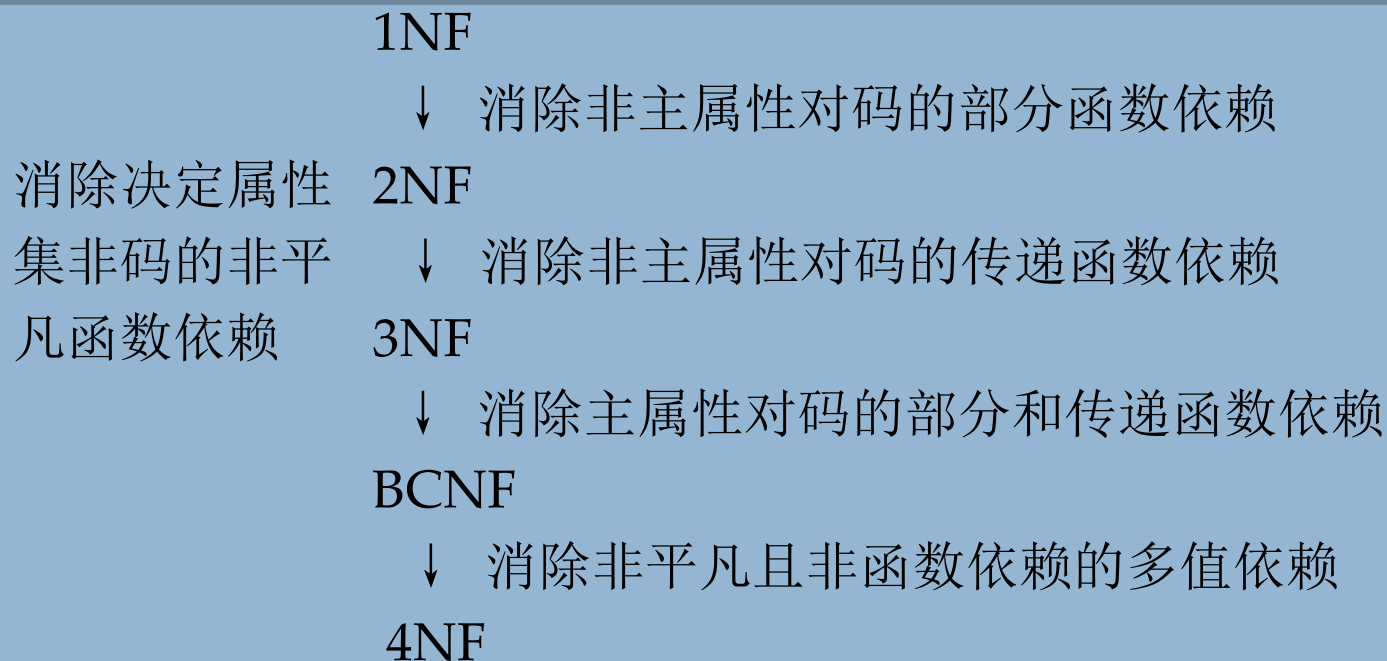 1NF
↓ 消除非主属性对码的部分函数依赖
消除决定属性 2NF
集非码的非平 ↓ 消除非主属性对码的传递函数依赖
凡函数依赖 3NF
↓ 消除主属性对码的部分和传递函数依赖
BCNF
↓ 消除非平凡且非函数依赖的多值依赖
4NF